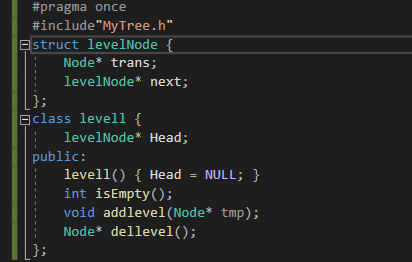 #pragma once
#include"MyTree.h"
struct levelNode {
    Node* trans;
    levelNode* next;
};
class levell {
    levelNode* Head;
public:
    levell() { Head = NULL; }
    int isEmpty();
    void addlevel(Node* tmp);
    Node* dellevel();
};